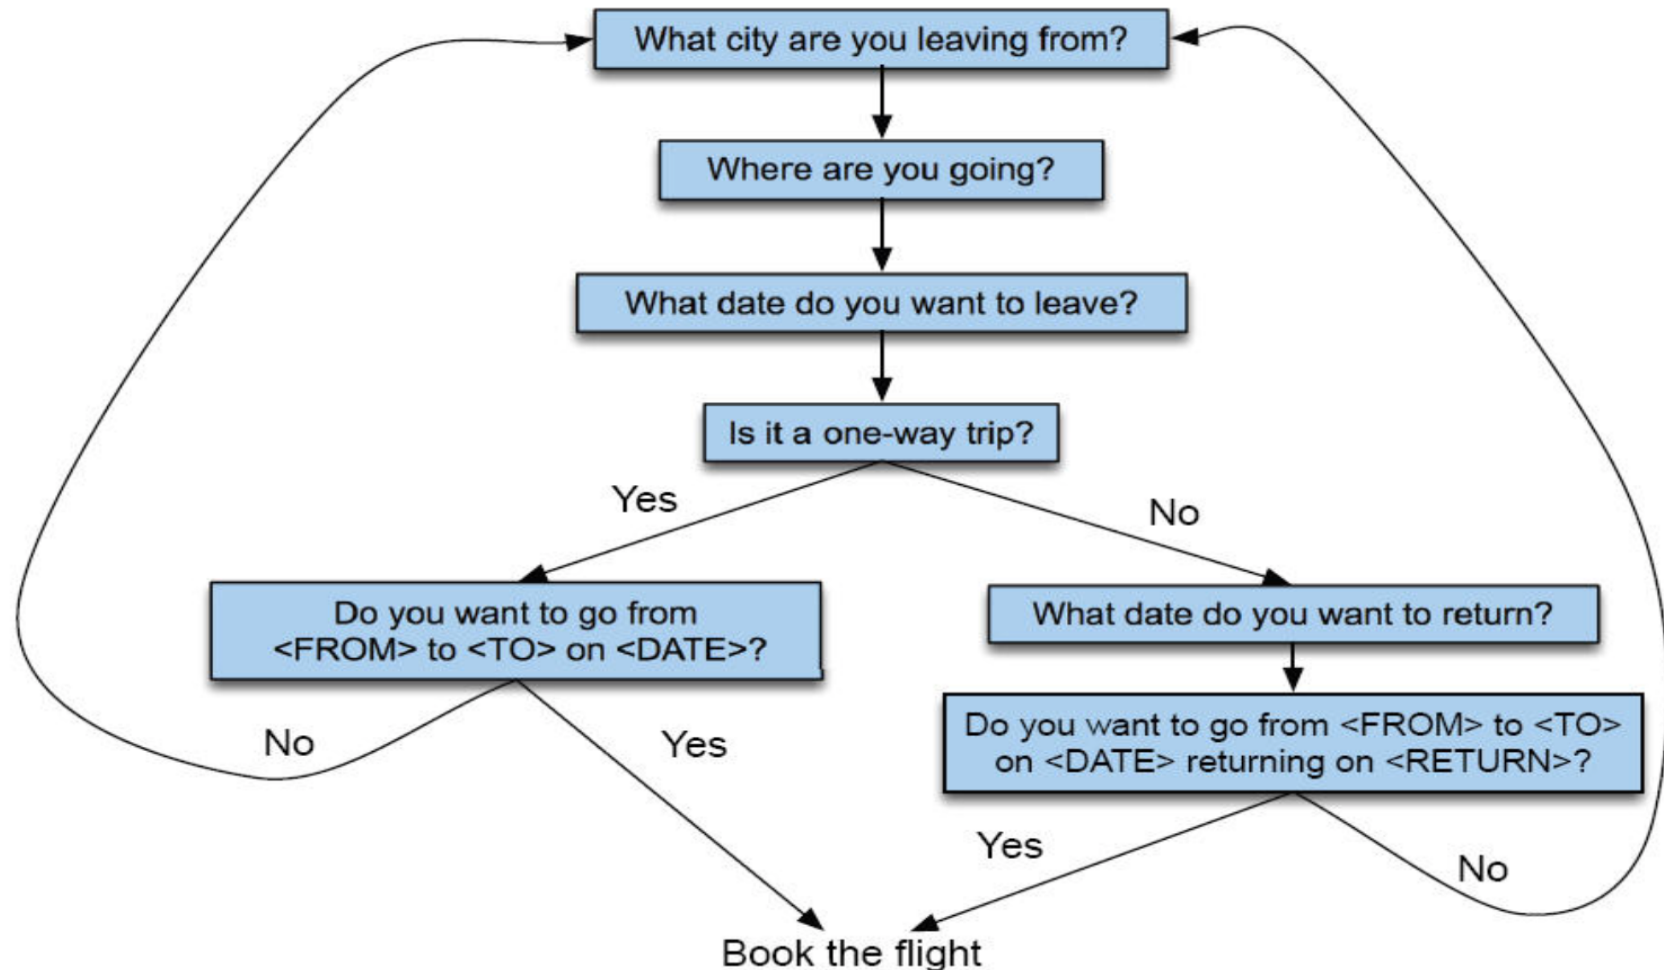 What city are you leaving from?
Where are you going?
What date do you want to leave?
Is it a one-way trip?
Yes
No
Do you want to go from
<FROM> to <TO> on <DATE>?
What date do you want to return?
Do you want to go from <FROM> to <TO>
on <DATE> returning on <RETURN>?
No
Yes
Yes
No
Book the flight